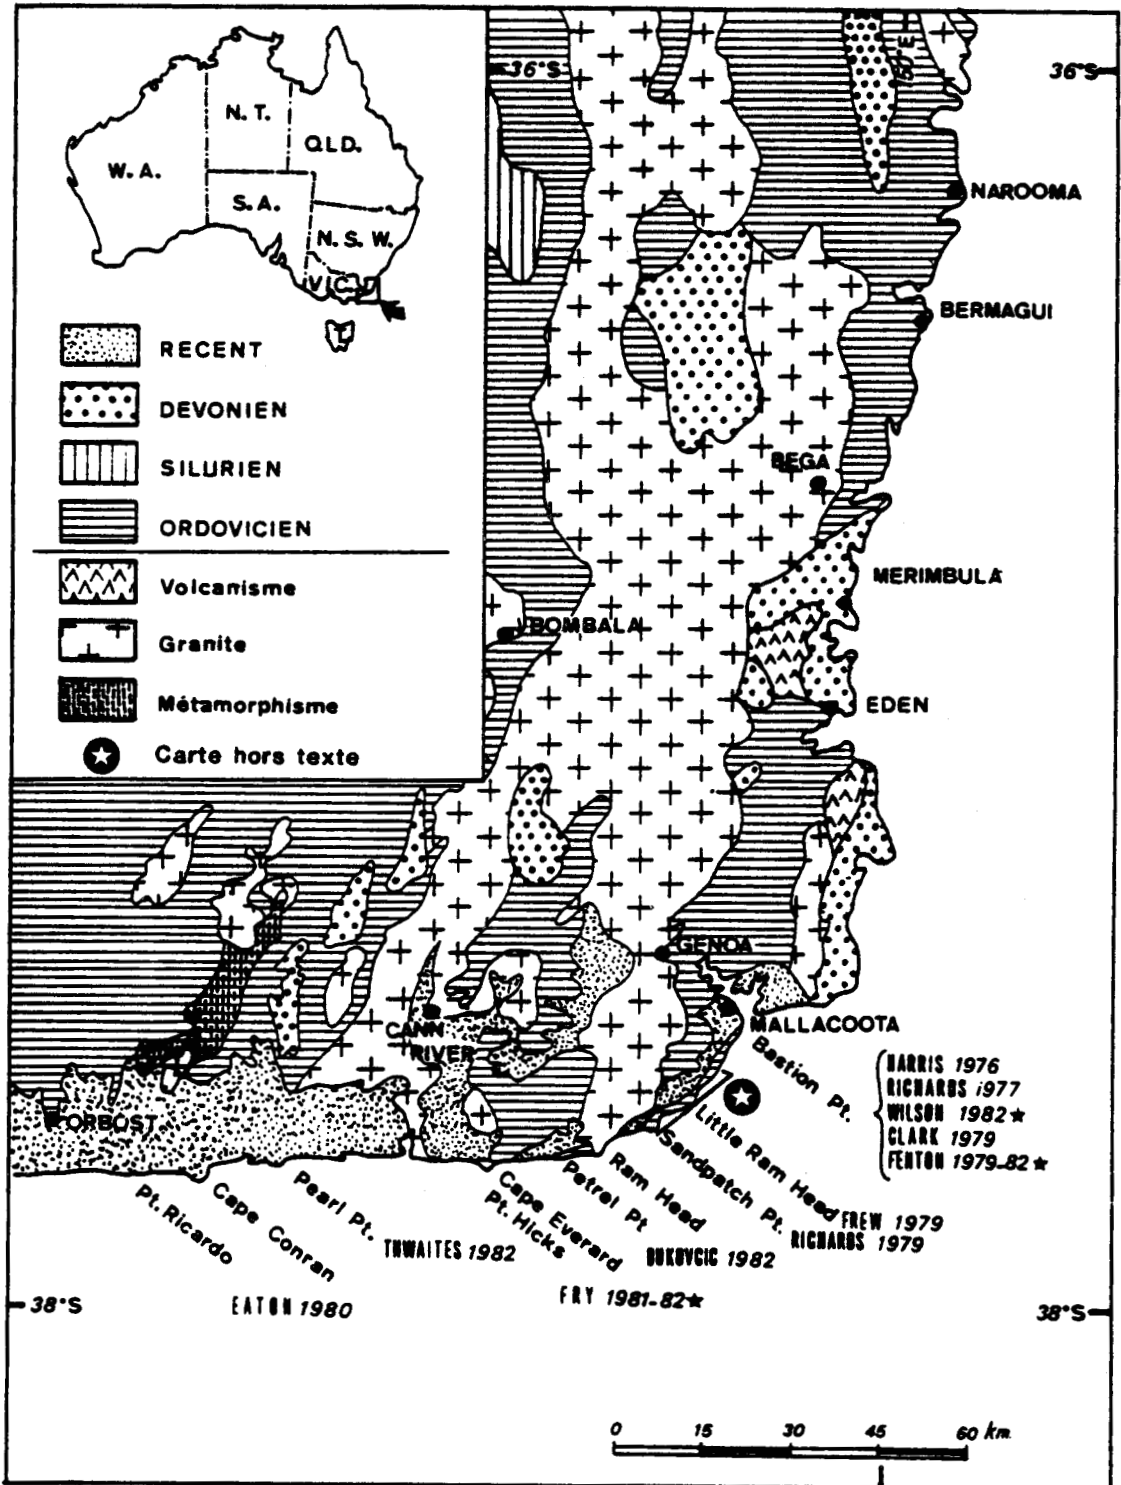 N. T.
QLD.
W. A.
S. A.
N. S. W.
VIC.
T.
RECENT
DEVONIEN
SILURIEN
ORDOVICIEN
Volcanisme
Granite
Métamorphisme
Carte hors texte
36°S
150°E
36°S
NAROOMA
BERMAGUI
BEGA
MERIMBULA
BOMBALA
EDEN
GENOA
MALLACOOTA
CANN
RIVER
ORBOST
Bastion Pt.
HARRIS 1976
RICHARDS 1977
WILSON 1982★
CLARK 1979
FENTON 1979-82★
Little Ram Head
FREW 1979
Sandpatch Pt.
RICHARDS 1979
Ram Head
BUKOVCIC 1982
Petrel Pt
Cape Everard
Pt. Hicks
FRY 1981-82★
Pearl Pt.
THWAITES 1982
Cape Conran
Pt. Ricardo
EATON 1980
38°S
38°S
0 15 30 45 60 km.